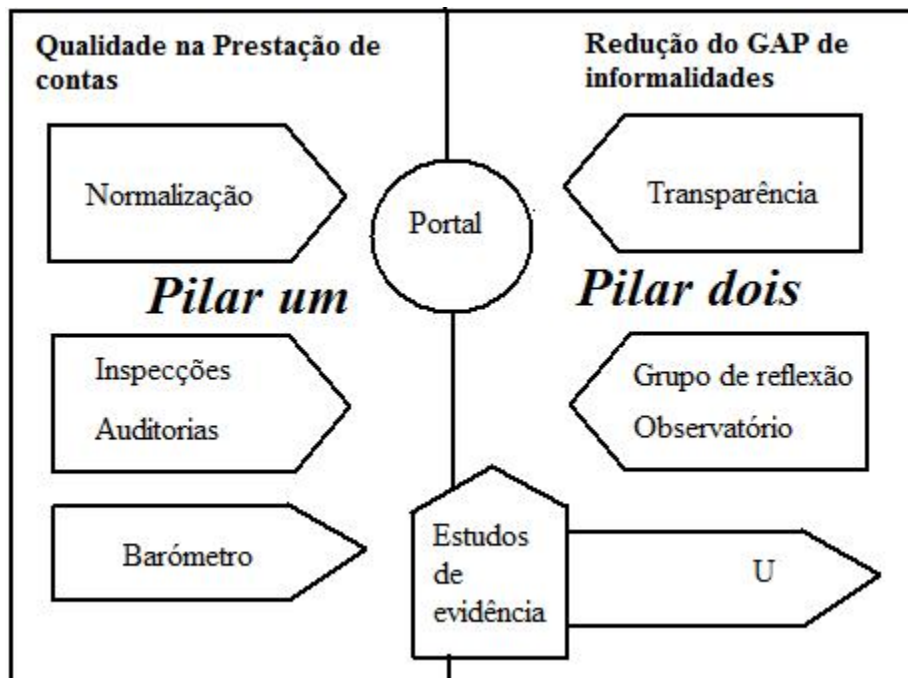 Qualidade na Prestação de
contas
Redução do GAP de
informalidades
Normalização
Portal
Transparência
Pilar um
Pilar dois
Inspecções
Auditorias
Grupo de reflexão
Observatório
Barómetro
Estudos
de
evidência
U